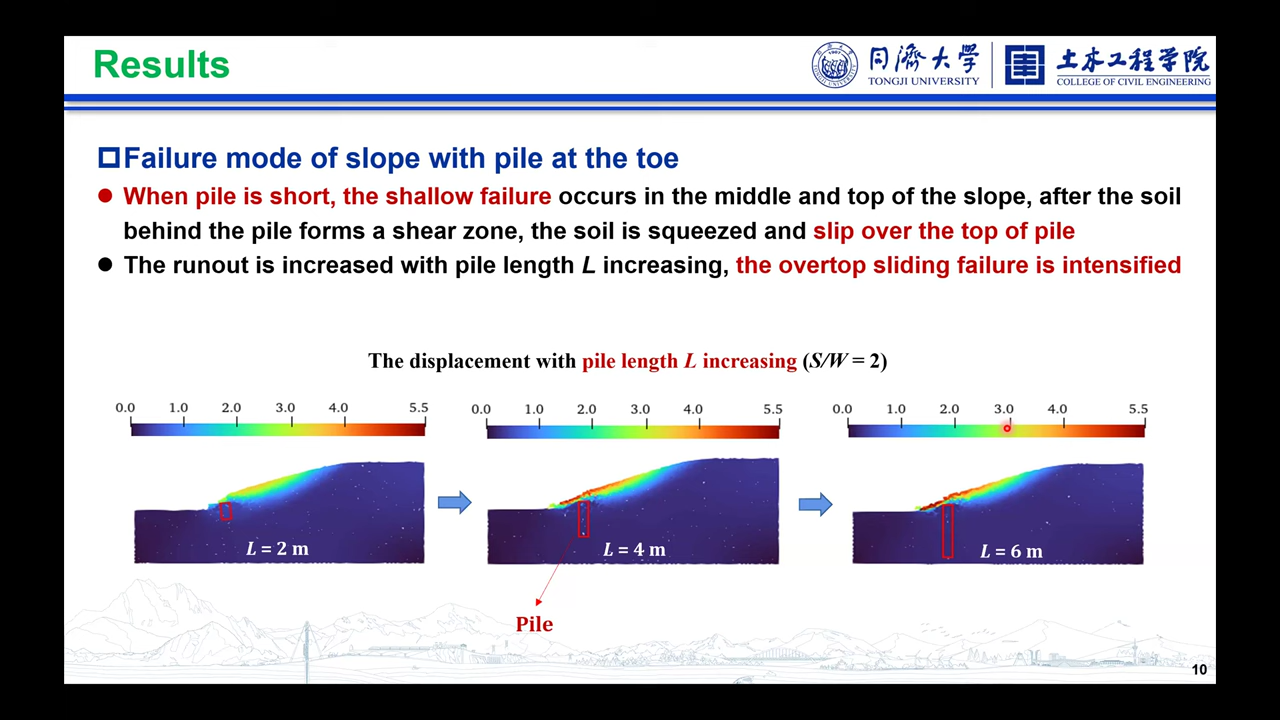 Results
同濟大学
TONGJI UNIVERSITY
土木工程学院
COLLEGE OF CIVIL ENGINEERING
Failure mode of slope with pile at the toe
When pile is short, the shallow failure occurs in the middle and top of the slope, after the soil
behind the pile forms a shear zone, the soil is squeezed and slip over the top of pile
The runout is increased with pile length L increasing, the overtop sliding failure is intensified
The displacement with pile length L increasing (S/W = 2)
0.0 1.0 2.0 3.0 4.0 5.5
0.0 1.0 2.0 3.0 4.0 5.5
0.0 1.0 2.0 3.0 4.0 5.5
L = 2 m
L = 4 m
L = 6 m
Pile
10